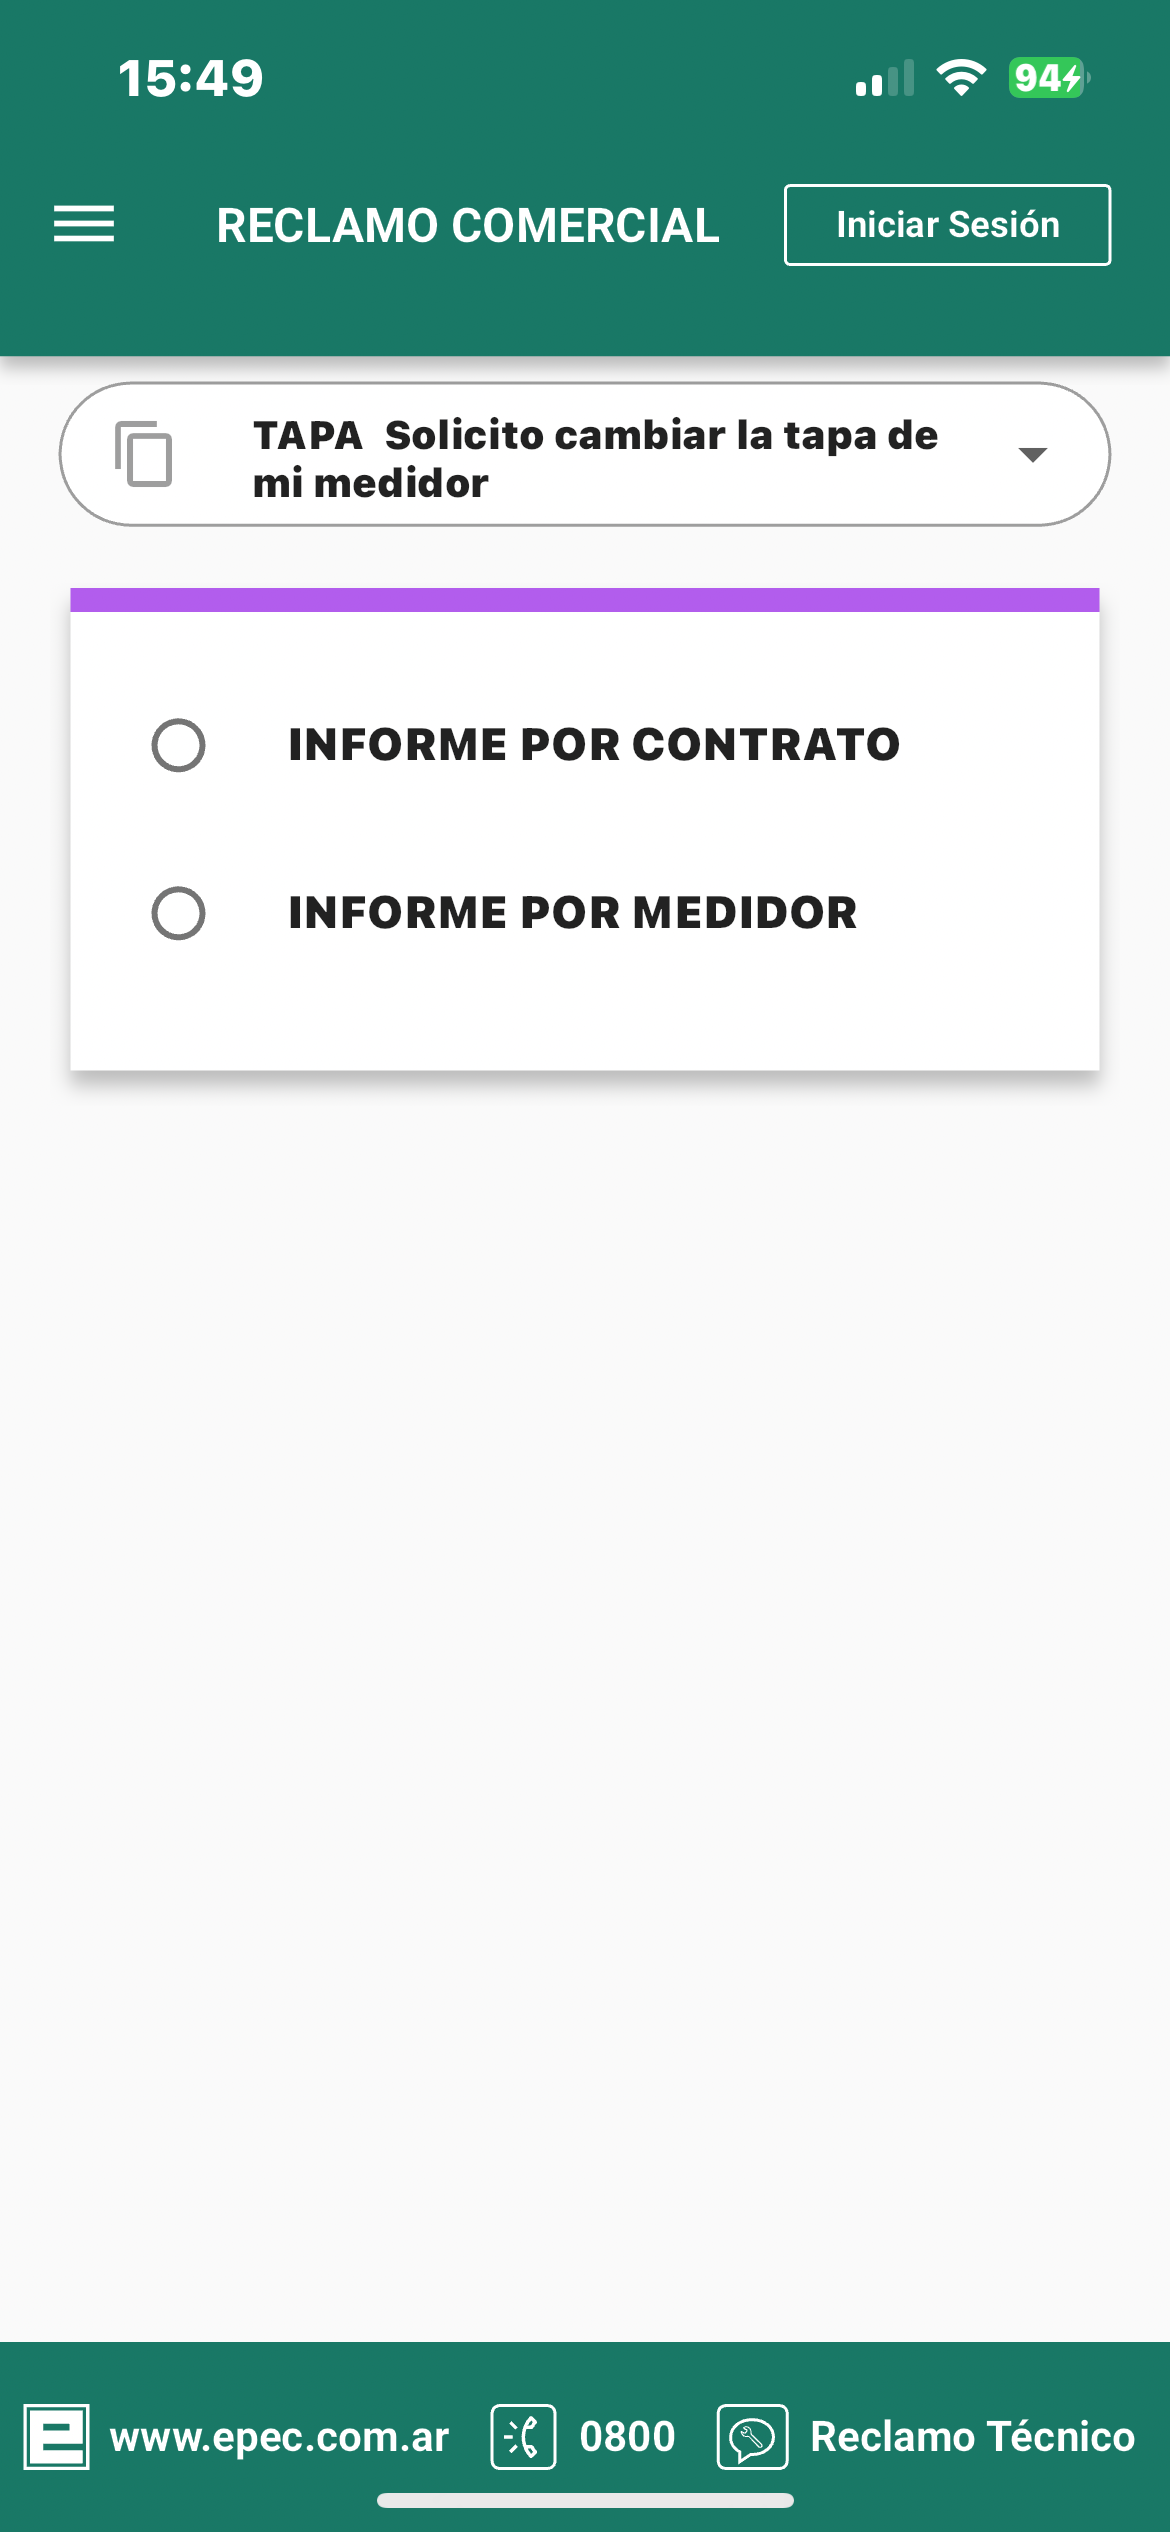 15:49
94
RECLAMO COMERCIAL
Iniciar Sesión
TAPA  Solicito cambiar la tapa de
mi medidor
INFORME POR CONTRATO
INFORME POR MEDIDOR
e www.epec.com.ar 0800 Reclamo Técnico